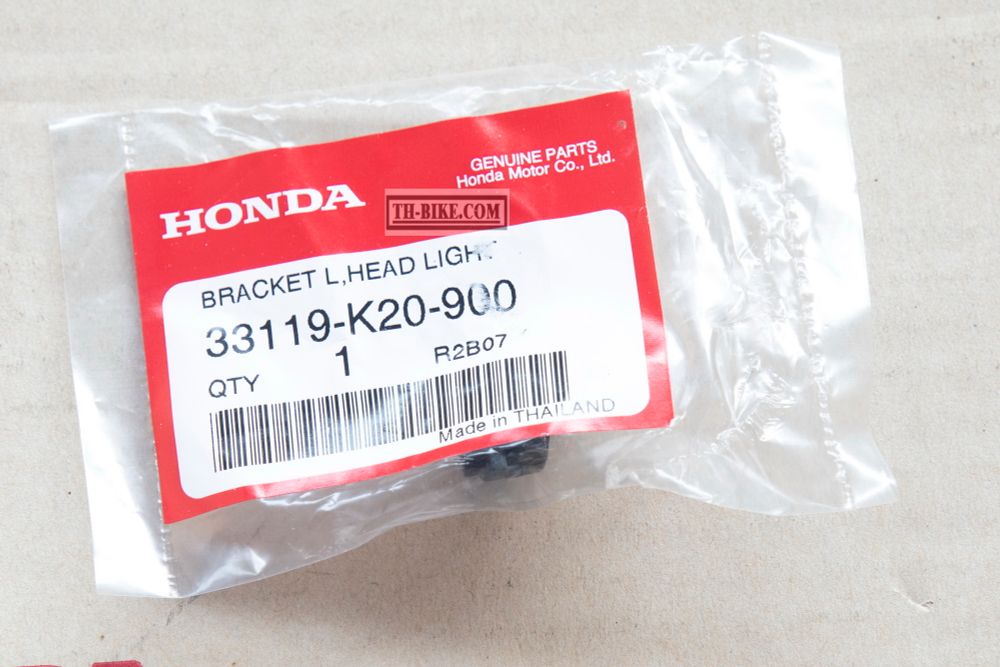 GENUINE PARTS
Honda Motor Co., Ltd.
HONDA
TH-BIKE.COM
BRACKET L,HEAD LIGHT
33119-K20-900
QTY 1 R2B07
Made in THAILAND